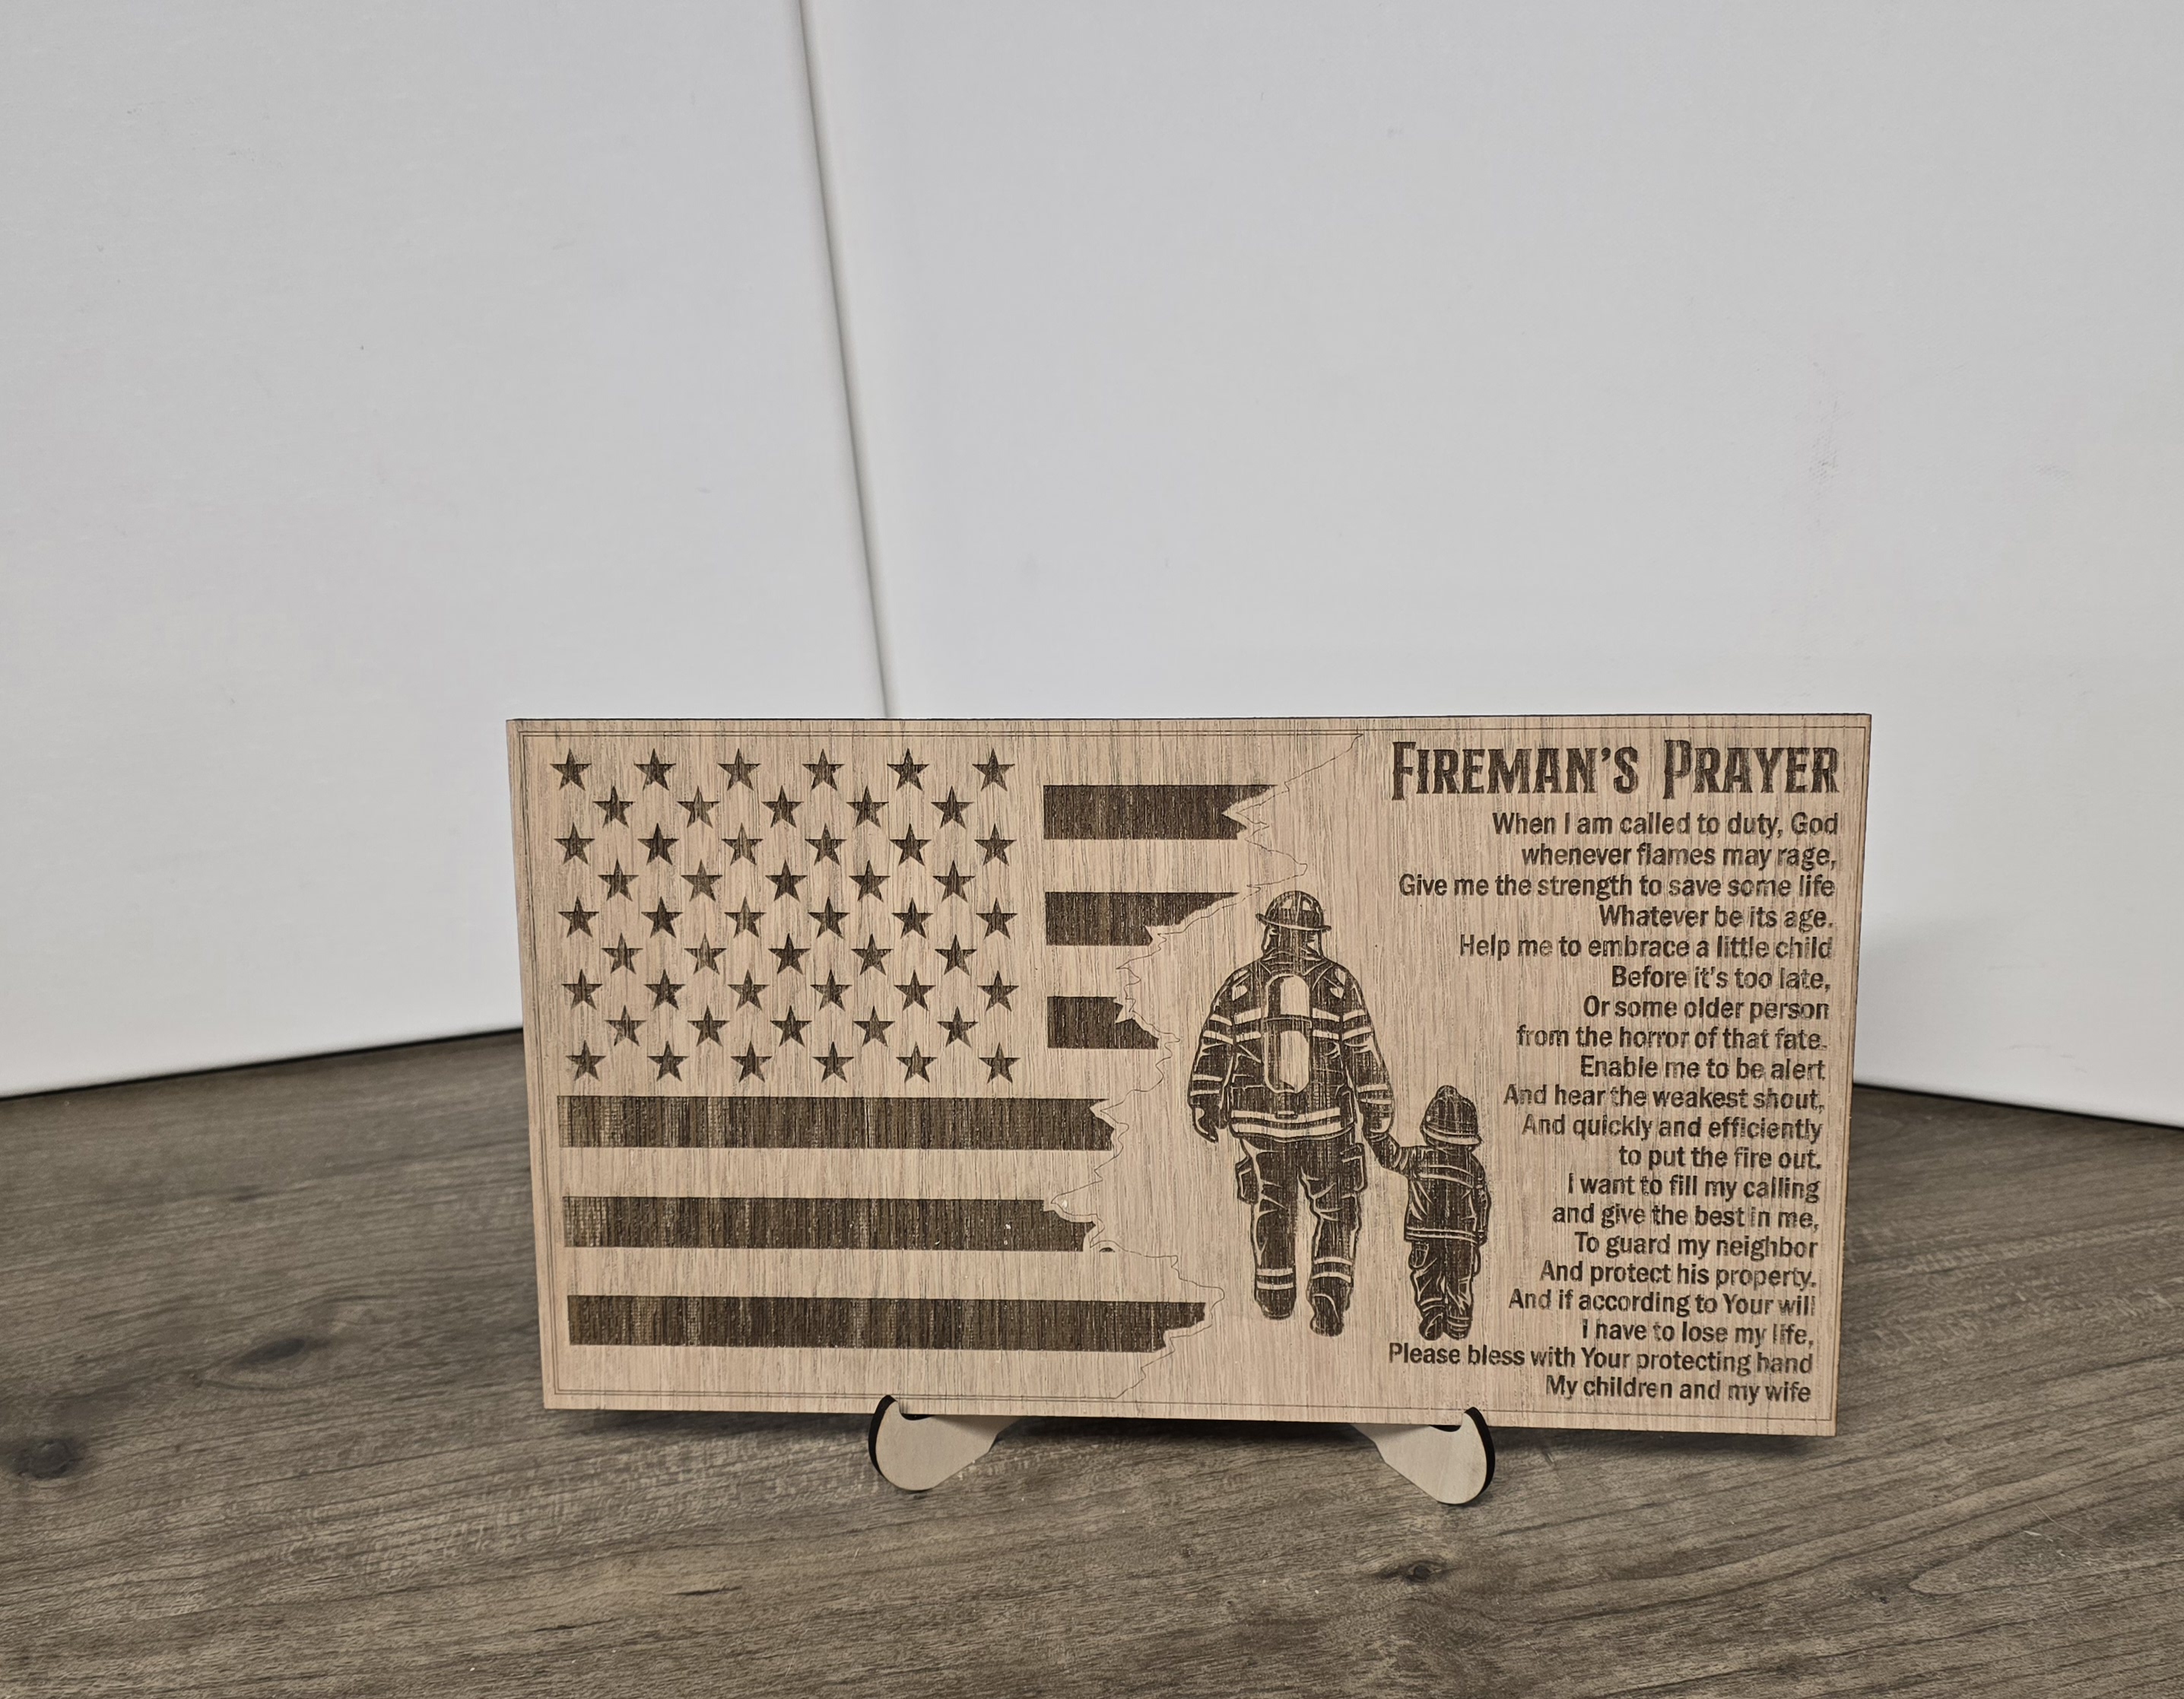 FIREMAN'S PRAYER
When I am called to duty, God
whenever flames may rage,
Give me the strength to save some life
Whatever be its age.
Help me to embrace a little child
Before it's too late,
Or some older person
from the horror of that fate.
Enable me to be alert
And hear the weakest shout,
And quickly and efficiently
to put the fire out.
I want to fill my calling
and give the best in me,
To guard my neighbor
And protect his property.
And if according to Your will
I have to lose my life,
Please bless with Your protecting hand
My children and my wife